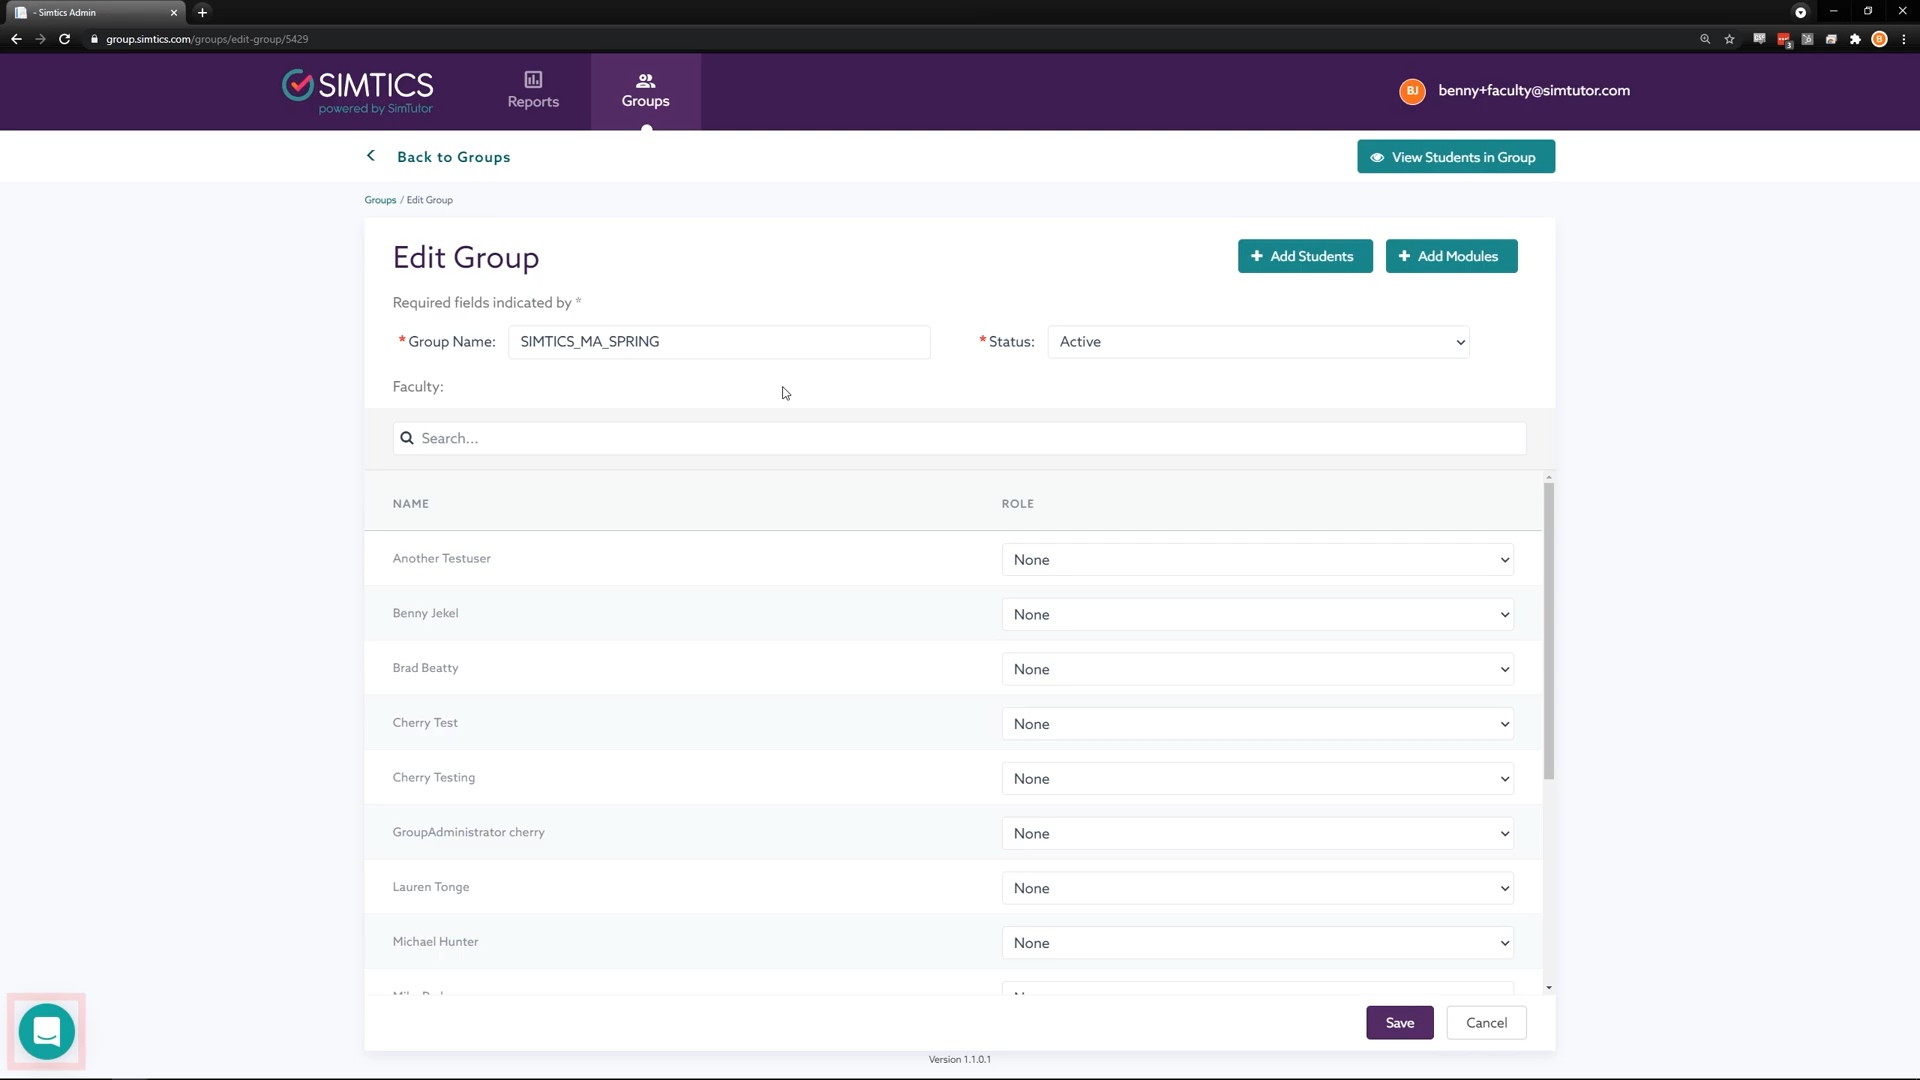 - Simtics Admin
group.simtics.com/groups/edit-group/5429
SIMTICS
powered by SimTutor
Reports
Groups
BJ
benny+faculty@simtutor.com
Back to Groups
View Students in Group
Groups / Edit Group
Edit Group
Add Students
Add Modules
Required fields indicated by *
* Group Name: SIMTICS_MA_SPRING
* Status: Active
Faculty:
Search...
NAME ROLE
Another Testuser None
Benny Jekel None
Brad Beatty None
Cherry Test None
Cherry Testing None
GroupAdministrator cherry None
Lauren Tonge None
Michael Hunter None
Save
Cancel
Version 1.1.0.1